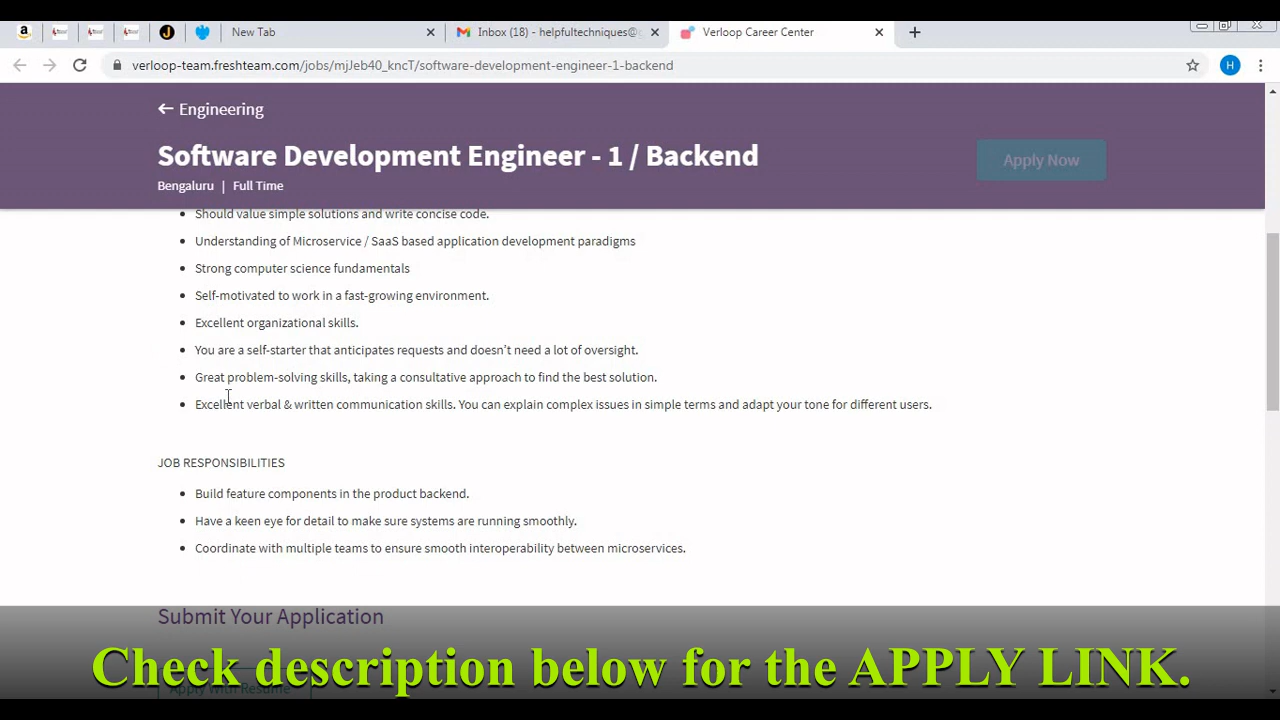 New Tab
Inbox (18) - helpfultechniques@
Verloop Career Center
verloop-team.freshteam.com/jobs/mjJeb40_kncT/software-development-engineer-1-backend
H
← Engineering
Software Development Engineer - 1 / Backend
Apply Now
Bengaluru | Full Time
Should value simple solutions and write concise code.
Understanding of Microservice / SaaS based application development paradigms
Strong computer science fundamentals
Self-motivated to work in a fast-growing environment.
Excellent organizational skills.
You are a self-starter that anticipates requests and doesn’t need a lot of oversight.
Great problem-solving skills, taking a consultative approach to find the best solution.
Excellent verbal & written communication skills. You can explain complex issues in simple terms and adapt your tone for different users.
JOB RESPONSIBILITIES
Build feature components in the product backend.
Have a keen eye for detail to make sure systems are running smoothly.
Coordinate with multiple teams to ensure smooth interoperability between microservices.
Submit Your Application
Check description below for the APPLY LINK.
Apply With Resume